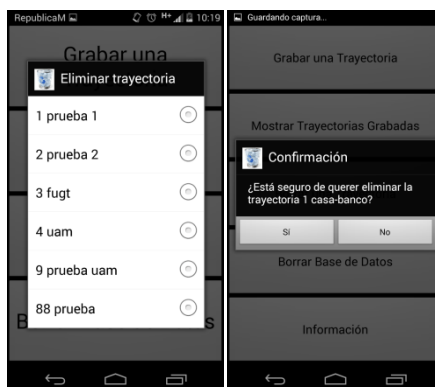 RepublicaM
H+
10:19
Grabar una
Eliminar trayectoria
1 prueba 1
2 prueba 2
3 fugt
4 uam
9 prueba uam
88 prueba
B
s
Guardando captura...
Grabar una Trayectoria
Mostrar Trayectorias Grabadas
Confirmación
¿Está seguro de querer eliminar la
trayectoria 1 casa-banco?
Si
No
Borrar Base de Datos
Información